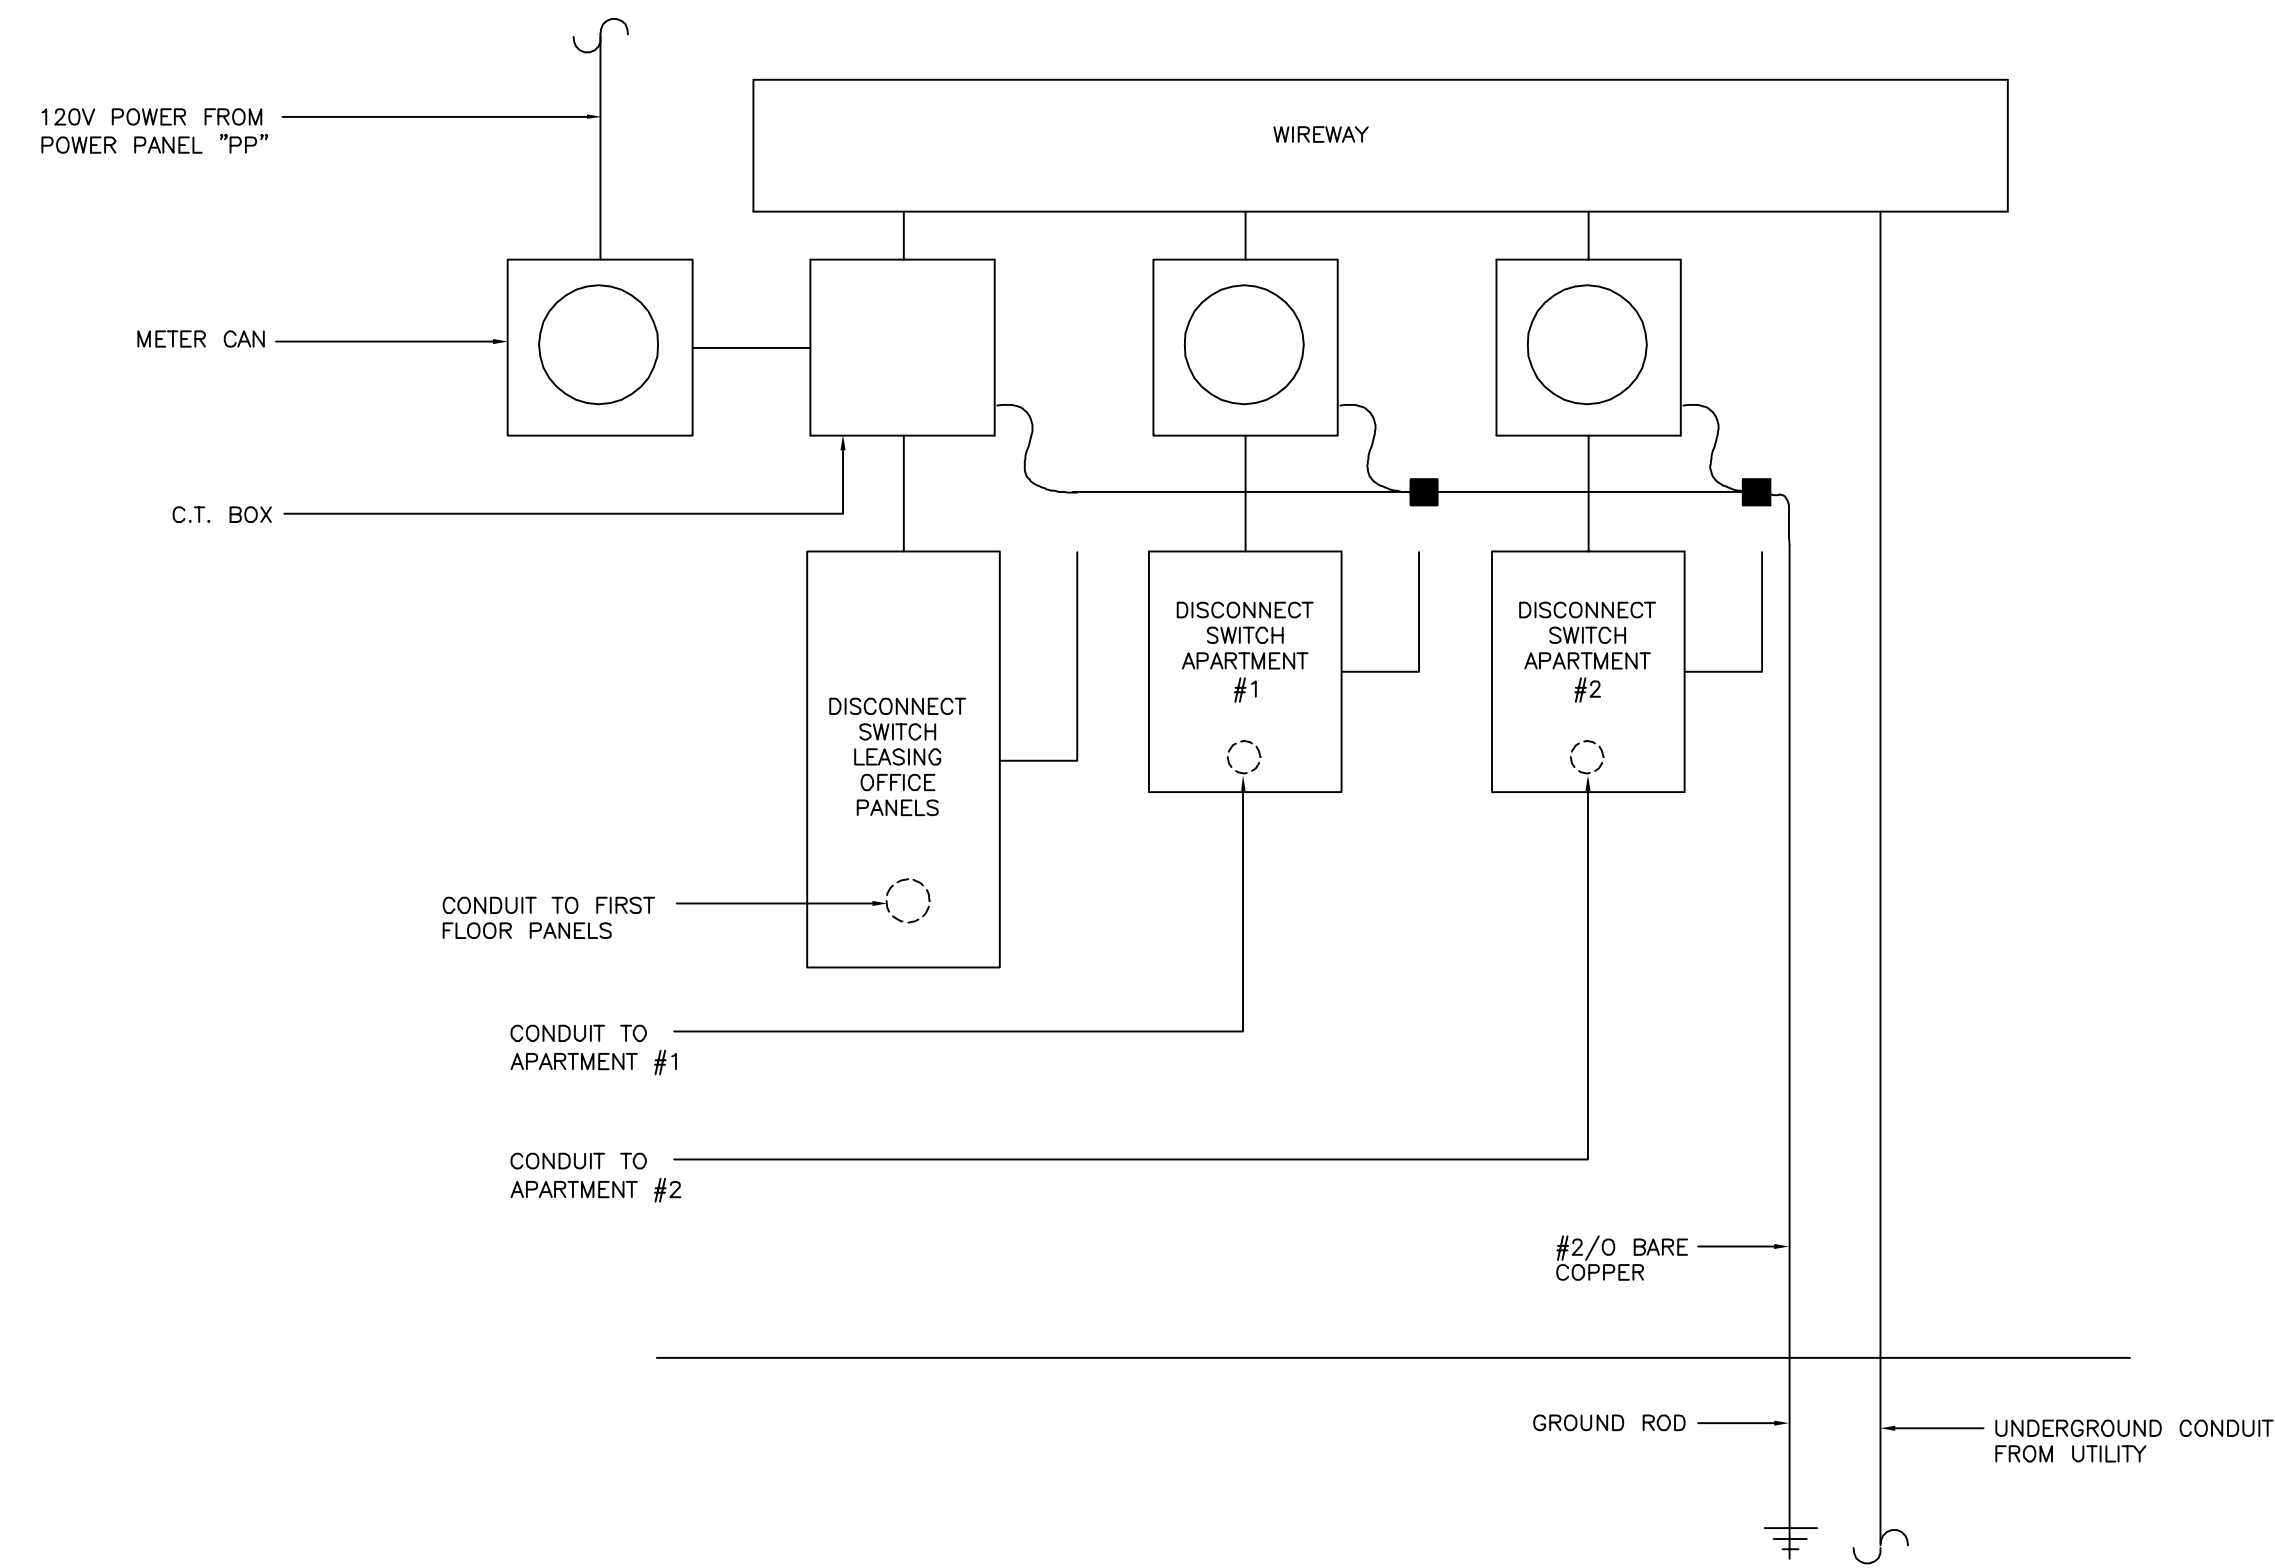 120V POWER FROM
POWER PANEL "PP"
WIREWAY
METER CAN
C.T. BOX
DISCONNECT
SWITCH
LEASING
OFFICE
PANELS
DISCONNECT
SWITCH
APARTMENT
#1
DISCONNECT
SWITCH
APARTMENT
#2
CONDUIT TO FIRST
FLOOR PANELS
CONDUIT TO
APARTMENT #1
CONDUIT TO
APARTMENT #2
#2/O BARE
COPPER
GROUND ROD
UNDERGROUND CONDUIT
FROM UTILITY